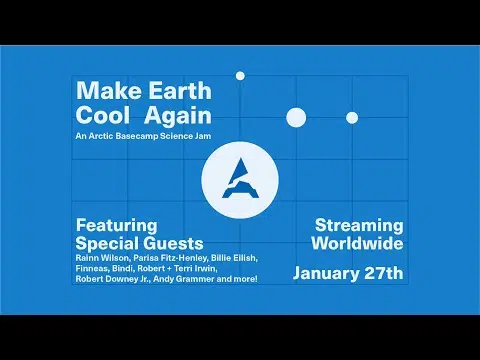 Make Earth
Cool Again
An Arctic Basecamp Science Jam
Featuring
Special Guests
Rainn Wilson, Parisa Fitz-Henley, Billie Eilish,
Finneas, Bindi, Robert + Terri Irwin,
Robert Downey Jr., Andy Grammer and more!
Streaming
Worldwide
January 27th